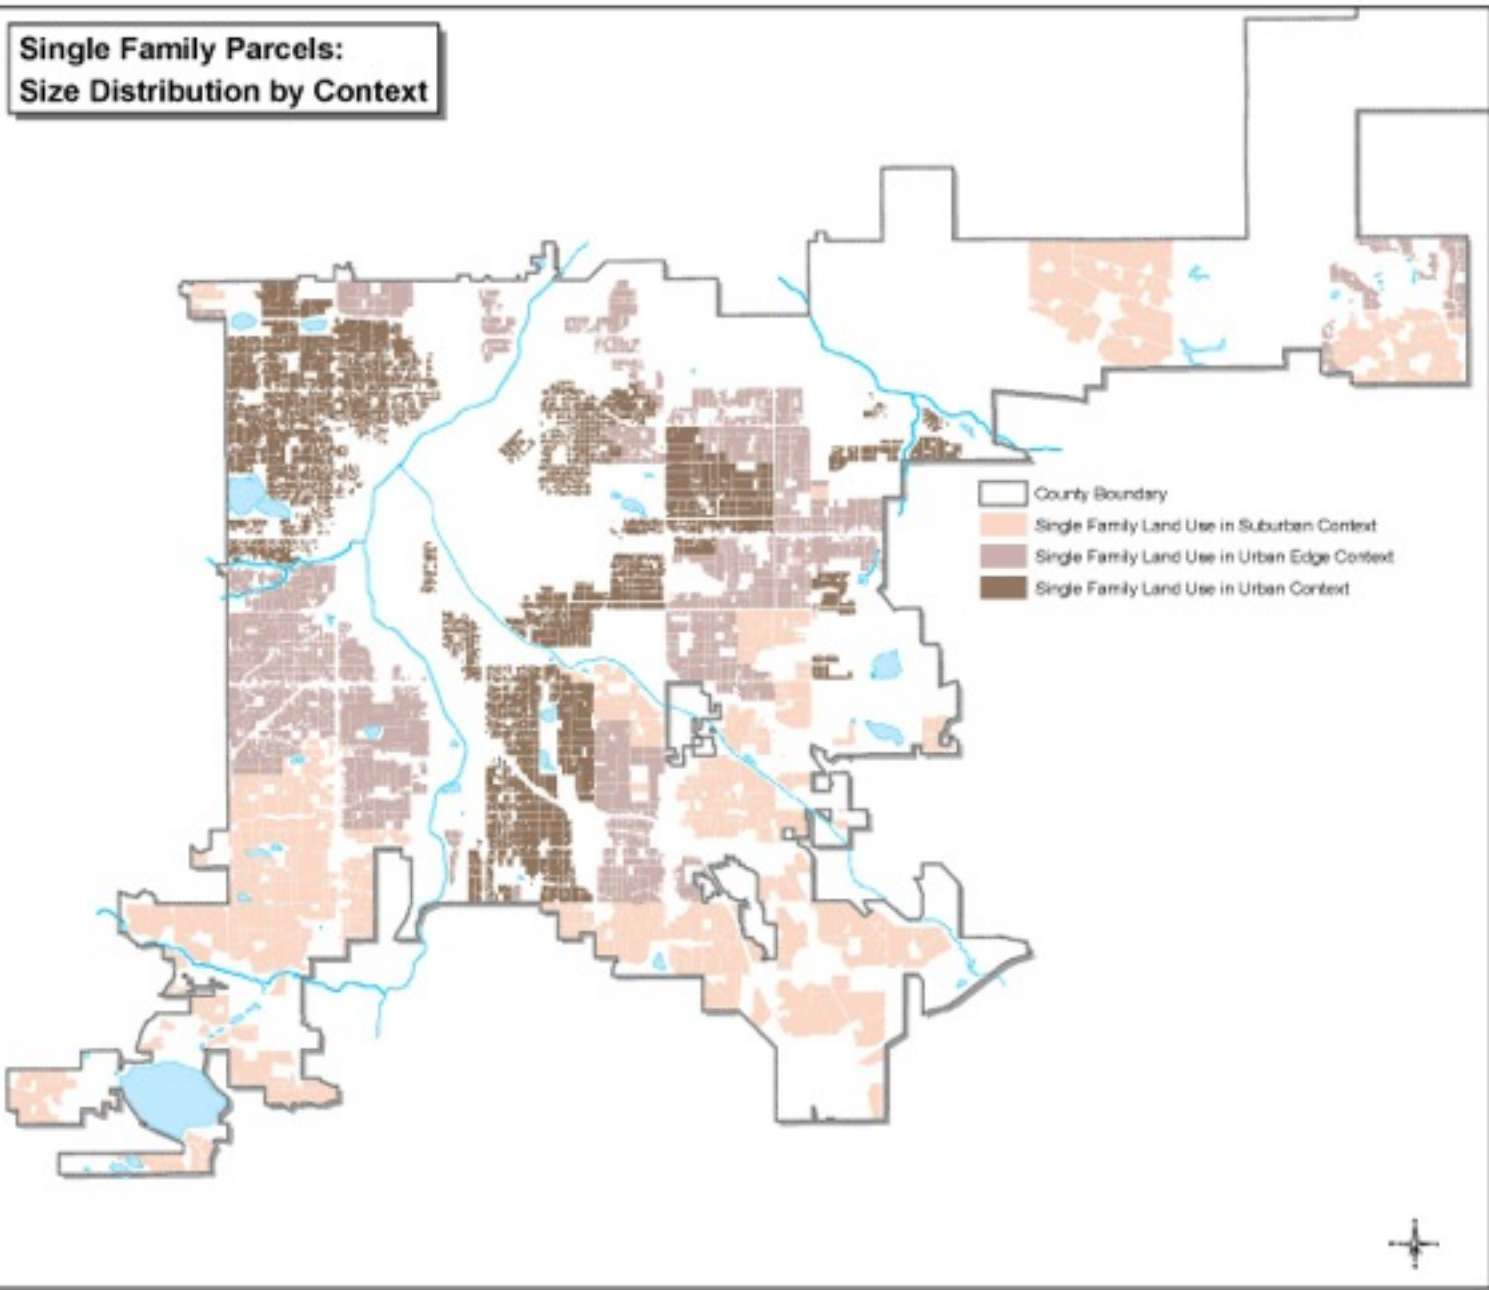 Single Family Parcels:
Size Distribution by Context
County Boundary
Single Family Land Use in Suburban Context
Single Family Land Use in Urban Edge Context
Single Family Land Use in Urban Context